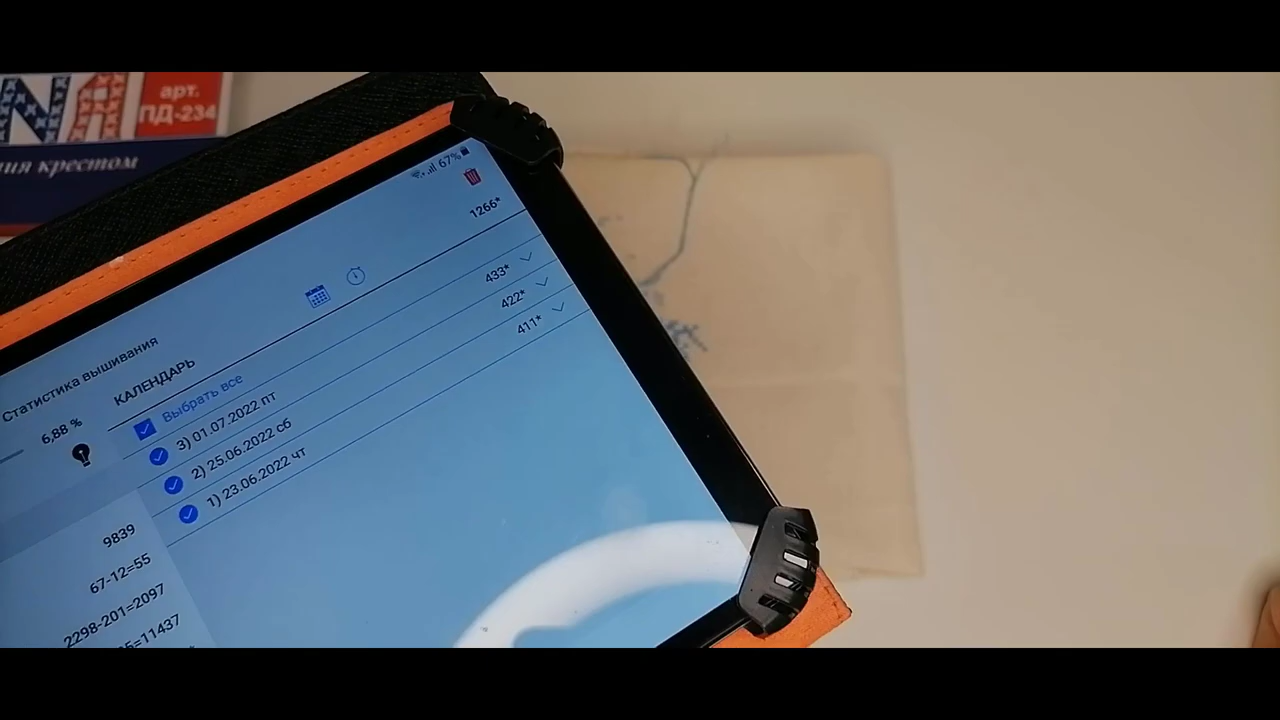 арт.
ПД-234
ния крестом
67%
1266*
Статистика вышивания
КАЛЕНДАРЬ
6,88 %
Выбрать все
3) 01.07.2022 пт 433*
2) 25.06.2022 сб 422*
1) 23.06.2022 чт 411*
9839
67-12=55
2298-201=2097
5=11437